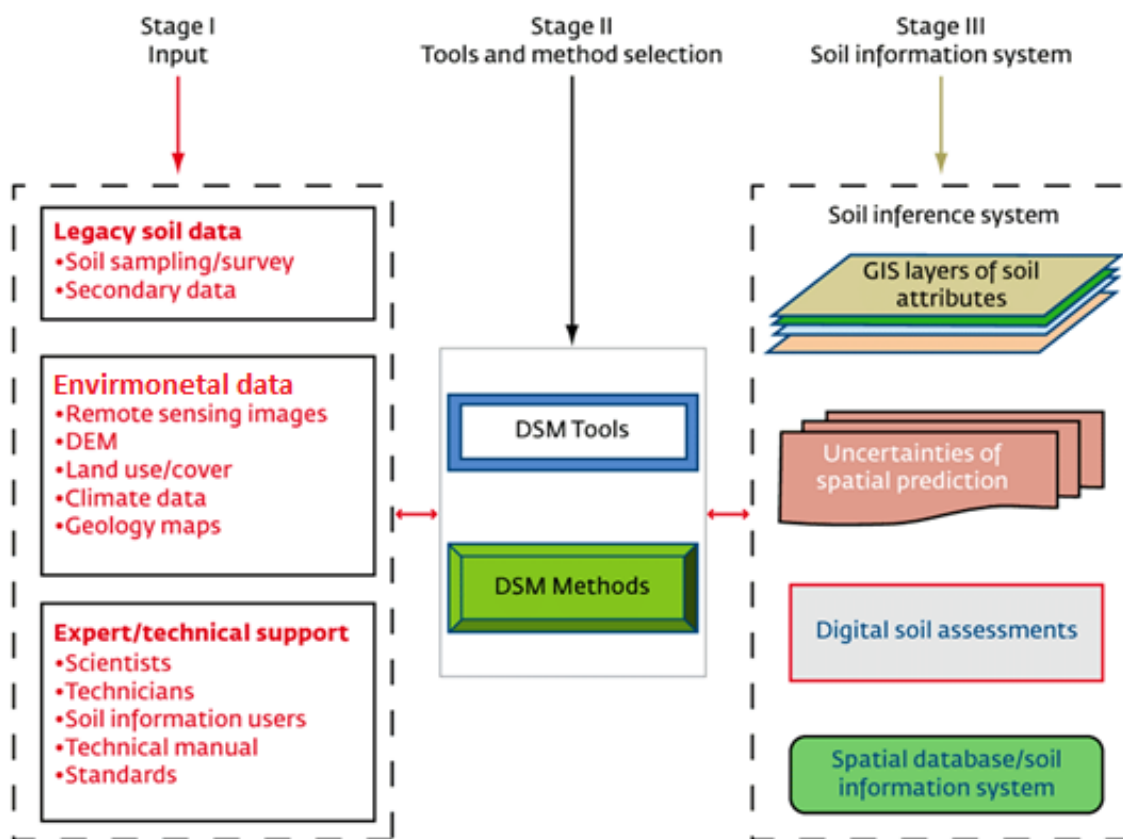 Stage I
Input
Stage II
Tools and method selection
Stage III
Soil information system
Legacy soil data
•Soil sampling/survey
•Secondary data
Envirmonetal data
•Remote sensing images
•DEM
•Land use/cover
•Climate data
•Geology maps
Expert/technical support
•Scientists
•Technicians
•Soil information users
•Technical manual
•Standards
DSM Tools
DSM Methods
Soil inference system
GIS layers of soil
attributes
Uncertainties of
spatial prediction
Digital soil assessments
Spatial database/soil
information system